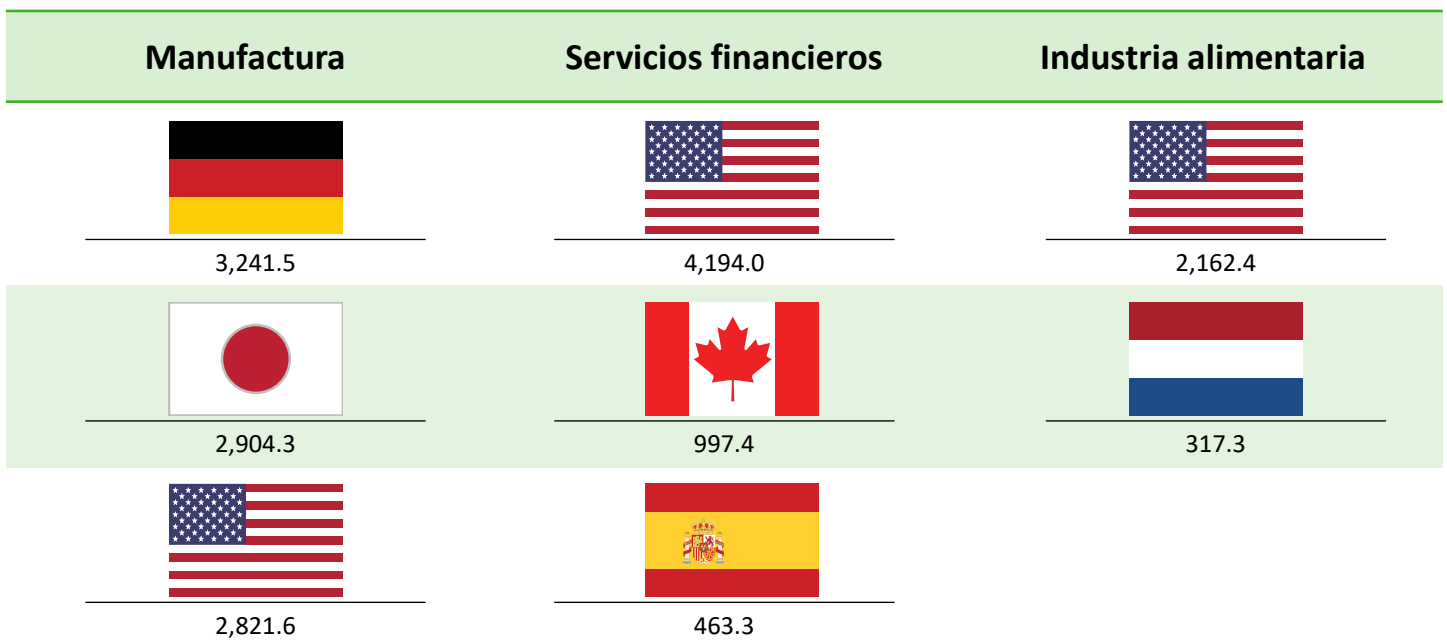 Manufactura Servicios financieros Industria alimentaria
3,241.5 4,194.0 2,162.4
2,904.3 997.4 317.3
2,821.6 463.3